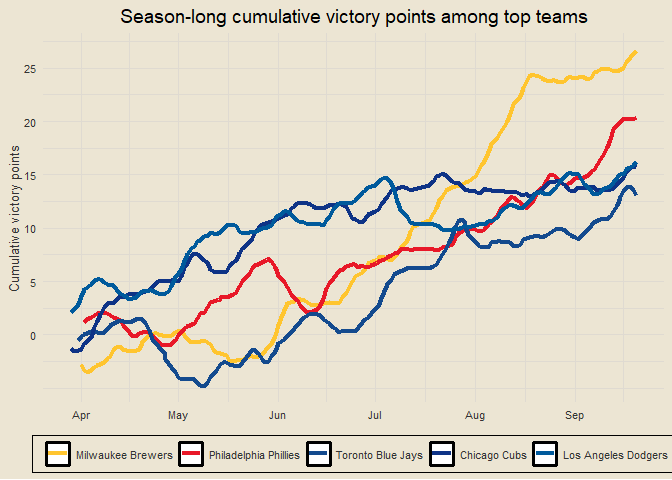 Season-long cumulative victory points among top teams
Cumulative victory points
25
20
15
10
5
0
Apr May Jun Jul Aug Sep
Milwaukee Brewers Philadelphia Phillies Toronto Blue Jays Chicago Cubs Los Angeles Dodgers